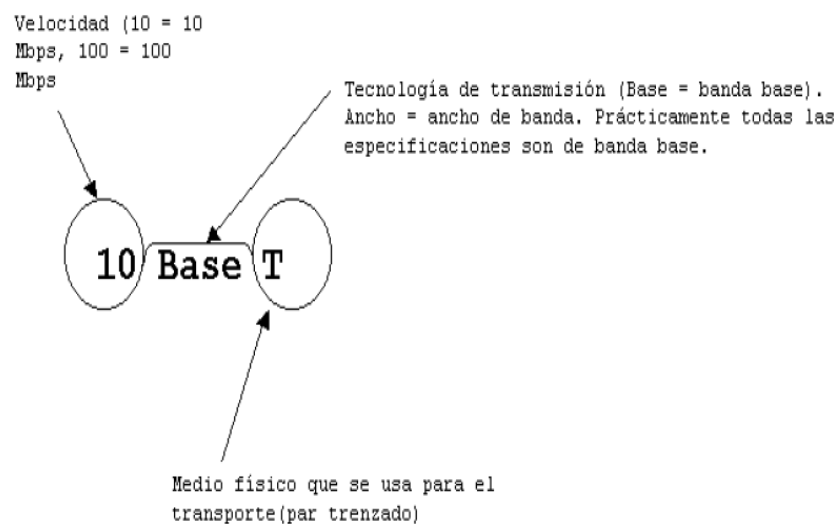 Velocidad (10 = 10
Mbps, 100 = 100
Mbps
Tecnología de transmisión (Base = banda base).
Ancho = ancho de banda. Prácticamente todas las
especificaciones son de banda base.
10 Base T
Medio físico que se usa para el
transporte(par trenzado)